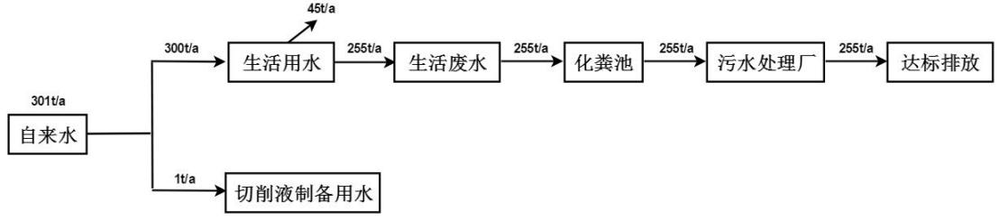 45t/a
300t/a
255t/a
255t/a
255t/a
255t/a
生活用水
生活废水
化粪池
污水处理厂
达标排放
301t/a
自来水
1t/a
切削液制备用水